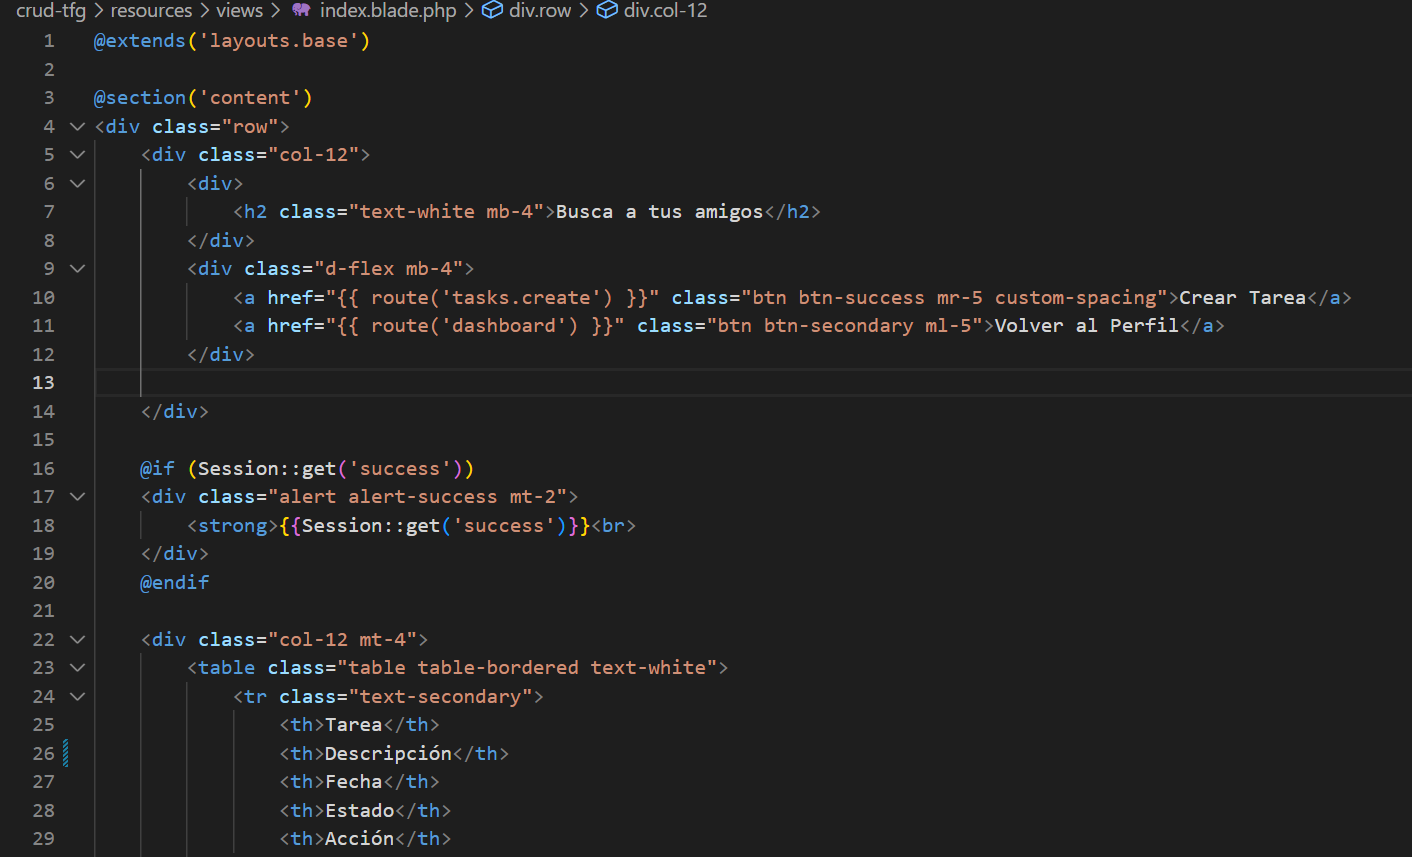 crud-tfg > resources > views > index.blade.php > div.row > div.col-12
1 @extends('layouts.base')
2
3 @section('content')
4 <div class="row">
5     <div class="col-12">
6         <div>
7             <h2 class="text-white mb-4">Busca a tus amigos</h2>
8         </div>
9         <div class="d-flex mb-4">
10             <a href="{{ route('tasks.create') }}" class="btn btn-success mr-5 custom-spacing">Crear Tarea</a>
11             <a href="{{ route('dashboard') }}" class="btn btn-secondary ml-5">Volver al Perfil</a>
12         </div>
13
14     </div>
15
16     @if (Session::get('success'))
17     <div class="alert alert-success mt-2">
18         <strong>{{Session::get('success')}}<br>
19     </div>
20     @endif
21
22     <div class="col-12 mt-4">
23         <table class="table table-bordered text-white">
24             <tr class="text-secondary">
25                 <th>Tarea</th>
26                 <th>Descripción</th>
27                 <th>Fecha</th>
28                 <th>Estado</th>
29                 <th>Acción</th>